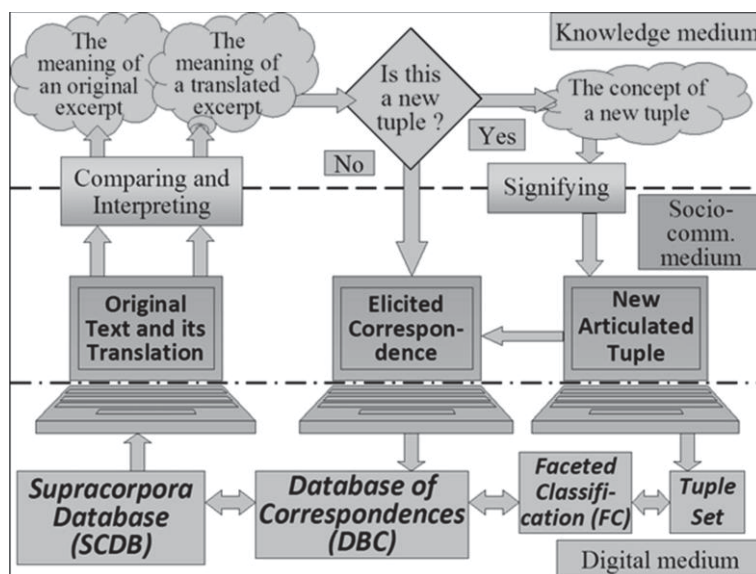 The
meaning of
an original
excerpt
The
meaning of
a translated
excerpt
Is this
a new
tuple ?
Knowledge medium
The concept of
a new tuple
No
Yes
Comparing and
Interpreting
Signifying
Socio-
comm.
medium
Original
Text and its
Translation
Elicited
Correspon-
dence
New
Articulated
Tuple
Supracorpora
Database
(SCDB)
Database of
Correspondences
(DBC)
Faceted
Classifi-
cation (FC)
Tuple
Set
Digital medium